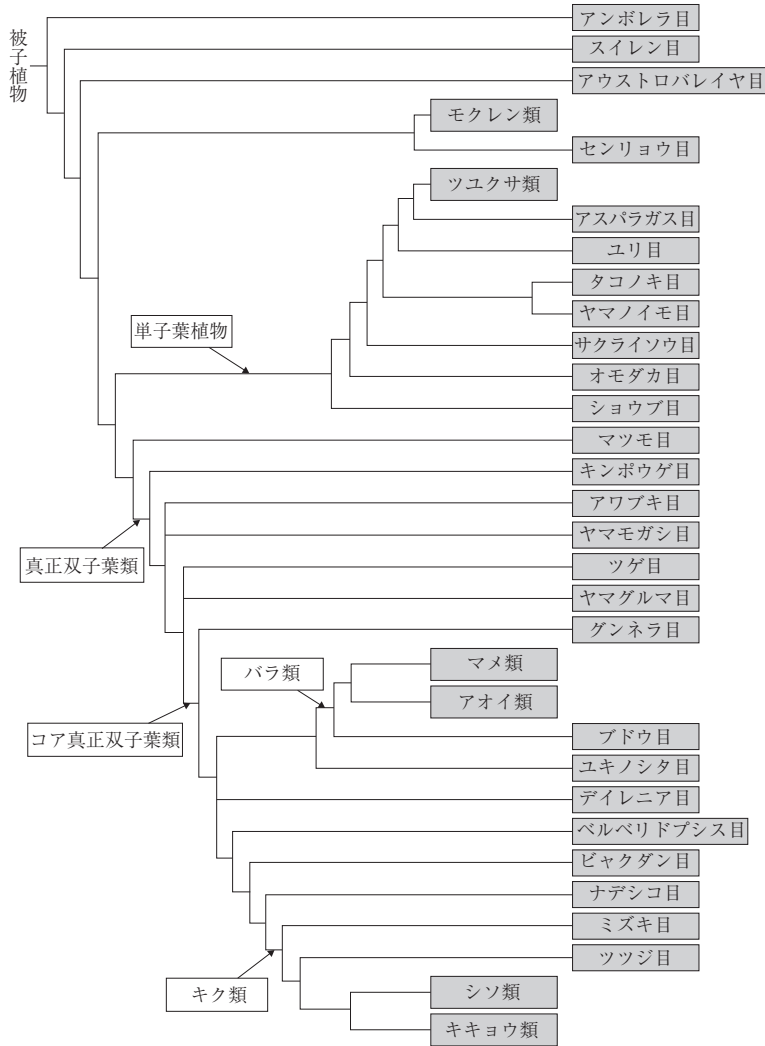 被子植物
アンボレラ目
スイレン目
アウストロバレイヤ目
モクレン類
センリョウ目
ツユクサ類
アスパラガス目
ユリ目
タコノキ目
ヤマノイモ目
単子葉植物
サクライソウ目
オモダカ目
ショウブ目
マツモ目
キンポウゲ目
アワブキ目
ヤマモガシ目
真正双子葉類
ツゲ目
ヤマグルマ目
グンネラ目
バラ類
マメ類
アオイ類
コア真正双子葉類
ブドウ目
ユキノシタ目
デイレニア目
ベルベリドプシス目
ビャクダン目
ナデシコ目
ミズキ目
ツツジ目
キク類
シソ類
キキョウ類